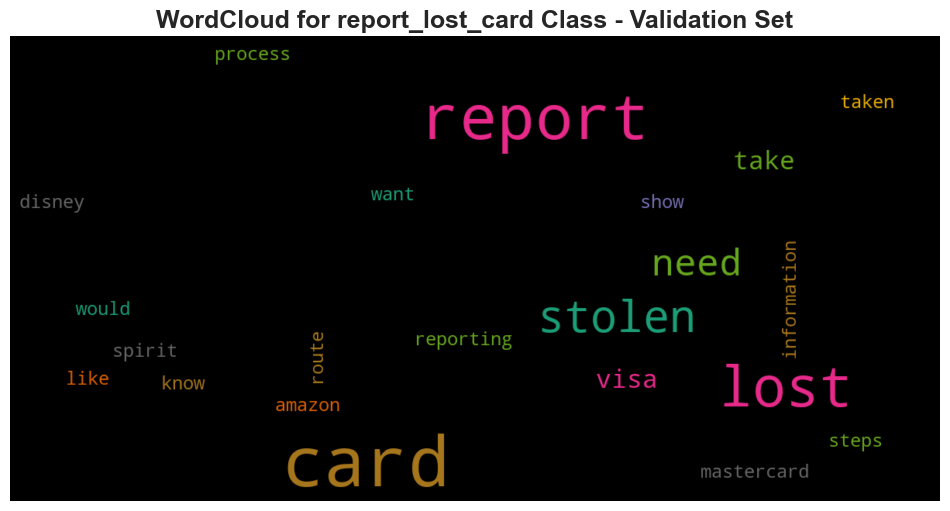 WordCloud for report_lost_card Class - Validation Set
process
report
taken
take
disney
want
show
need
information
would
stolen
reporting
spirit
route
like
know
visa
lost
amazon
card
steps
mastercard